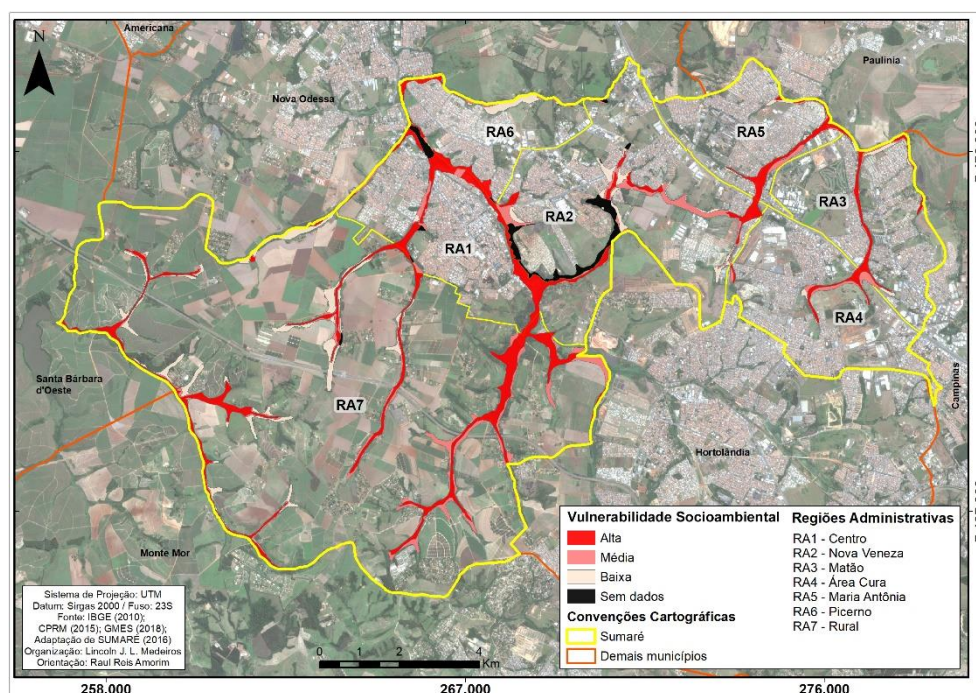 Americana
Paulínia
N
Nova Odessa
RA6
RA5
RA2
RA3
RA1
RA4
Santa Bárbara
d'Oeste
RA7
Campinas
Hortolândia
Monte Mor
Vulnerabilidade Socioambiental
Alta
Média
Baixa
Sem dados
Convenções Cartográficas
Sumaré
Demais municípios
Regiões Administrativas
RA1 - Centro
RA2 - Nova Veneza
RA3 - Matão
RA4 - Área Cura
RA5 - Maria Antônia
RA6 - Picerno
RA7 - Rural
Sistema de Projeção: UTM
Datum: Sirgas 2000 / Fuso: 23S
Fonte: IBGE (2010);
CPRM (2015); GMES (2018);
Adaptação de SUMARÉ (2016)
Organização: Lincoln J. L. Medeiros
Orientação: Raul Reis Amorim
0 1 2 4
Km
258.000 267.000 276.000